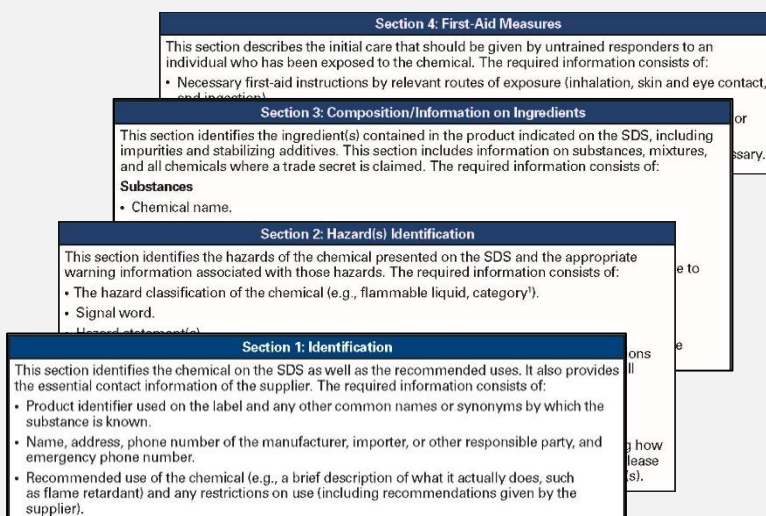 Section 4: First-Aid Measures
This section describes the initial care that should be given by untrained responders to an
individual who has been exposed to the chemical. The required information consists of:
• Necessary first-aid instructions by relevant routes of exposure (inhalation, skin and eye contact,
and ingestion)
or
ssary.
Section 3: Composition/Information on Ingredients
This section identifies the ingredient(s) contained in the product indicated on the SDS, including
impurities and stabilizing additives. This section includes information on substances, mixtures,
and all chemicals where a trade secret is claimed. The required information consists of:
Substances
• Chemical name.
e to
e
Section 2: Hazard(s) Identification
This section identifies the hazards of the chemical presented on the SDS and the appropriate
warning information associated with those hazards. The required information consists of:
• The hazard classification of the chemical (e.g., flammable liquid, category¹).
• Signal word.
• Hazard statement(s)
ons
ll
g how
lease
(s).
Section 1: Identification
This section identifies the chemical on the SDS as well as the recommended uses. It also provides
the essential contact information of the supplier. The required information consists of:
• Product identifier used on the label and any other common names or synonyms by which the
substance is known.
• Name, address, phone number of the manufacturer, importer, or other responsible party, and
emergency phone number.
• Recommended use of the chemical (e.g., a brief description of what it actually does, such
as flame retardant) and any restrictions on use (including recommendations given by the
supplier).